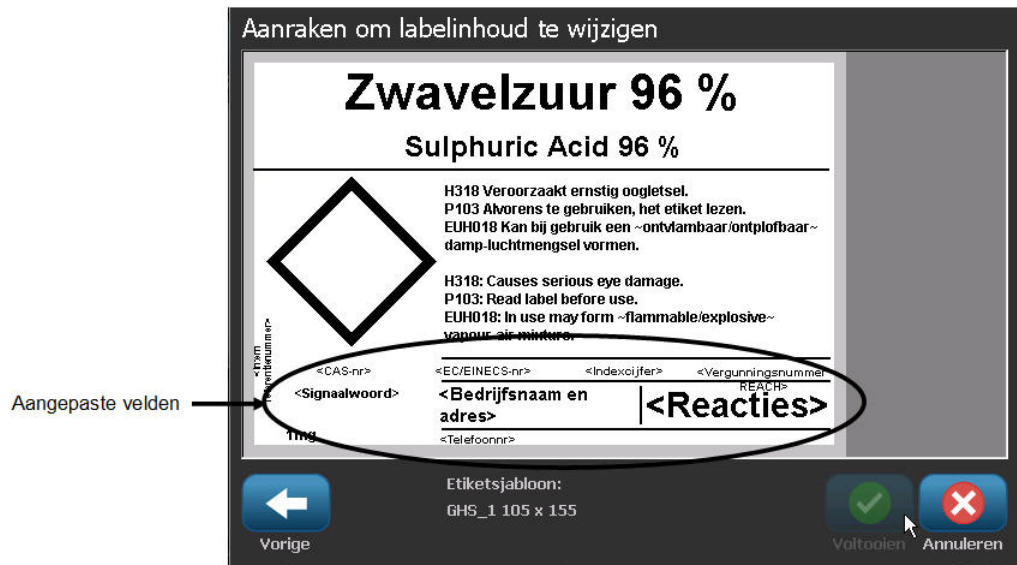 Aanraken om labelinhoud te wijzigen
Zwavelzuur 96 %
Sulphuric Acid 96 %
H318 Veroorzaakt ernstig oogletsel.
P103 Alvorens te gebruiken, het etiket lezen.
EUH018 Kan bij gebruik een ~ontvlambaar/ontplofbaar~
damp-luchtmengsel vormen.
H318: Causes serious eye damage.
P103: Read label before use.
EUH018: In use may form ~flammable/explosive~
vapour-air mixture.
<Intern
referentienummer>
<CAS-nr>
<EC/EINECS-nr>
<Indexcijfer>
<Vergunningsnummer
REACH>
<Signaalwoord>
<Bedrijfsnaam en
adres>
<Reacties>
1mg
<Telefoonnr>
Aangepaste velden
Etiketsjabloon:
GHS_1 105 x 155
Vorige
Voltooien
Annuleren